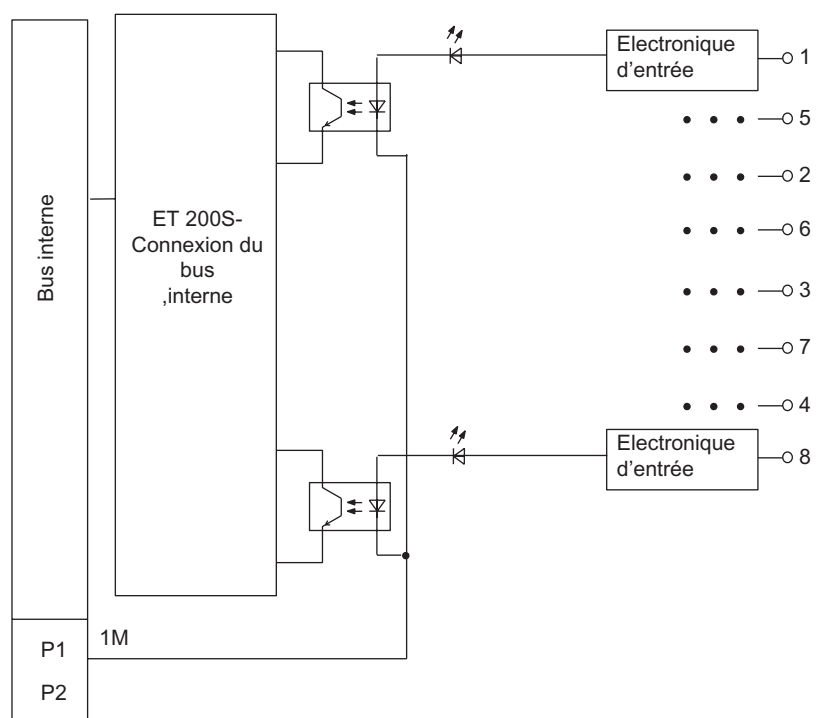 Electronique
d'entrée
1
5
2
6
3
7
4
Electronique
d'entrée
8
Bus interne
ET 200S-
Connexion du
bus
,interne
P1
1M
P2